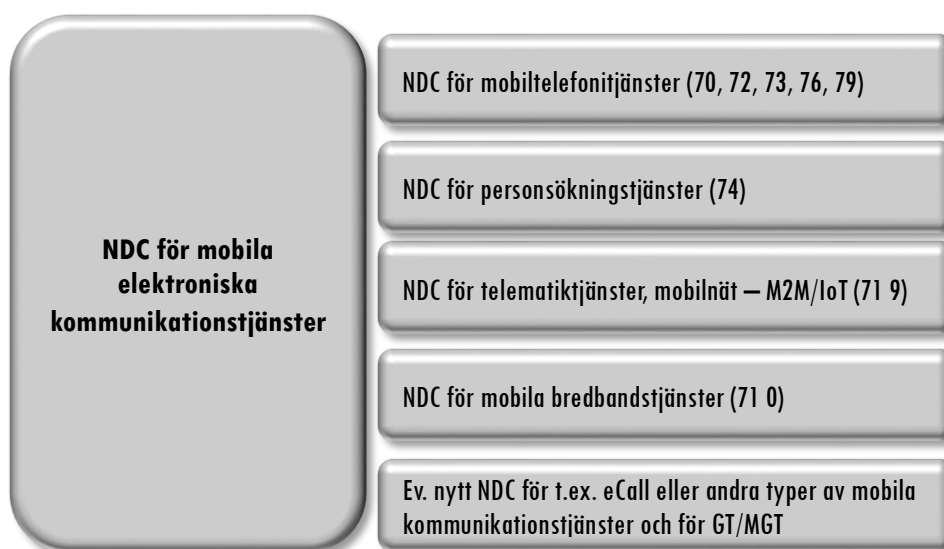 NDC för mobila
elektroniska
kommunikationstjänster
NDC för mobiltelefonitjänster (70, 72, 73, 76, 79)
NDC för personsökningstjänster (74)
NDC för telematiktjänster, mobilnät – M2M/IoT (71 9)
NDC för mobila bredbandstjänster (71 0)
Ev. nytt NDC för t.ex. eCall eller andra typer av mobila
kommunikationstjänster och för GT/MGT